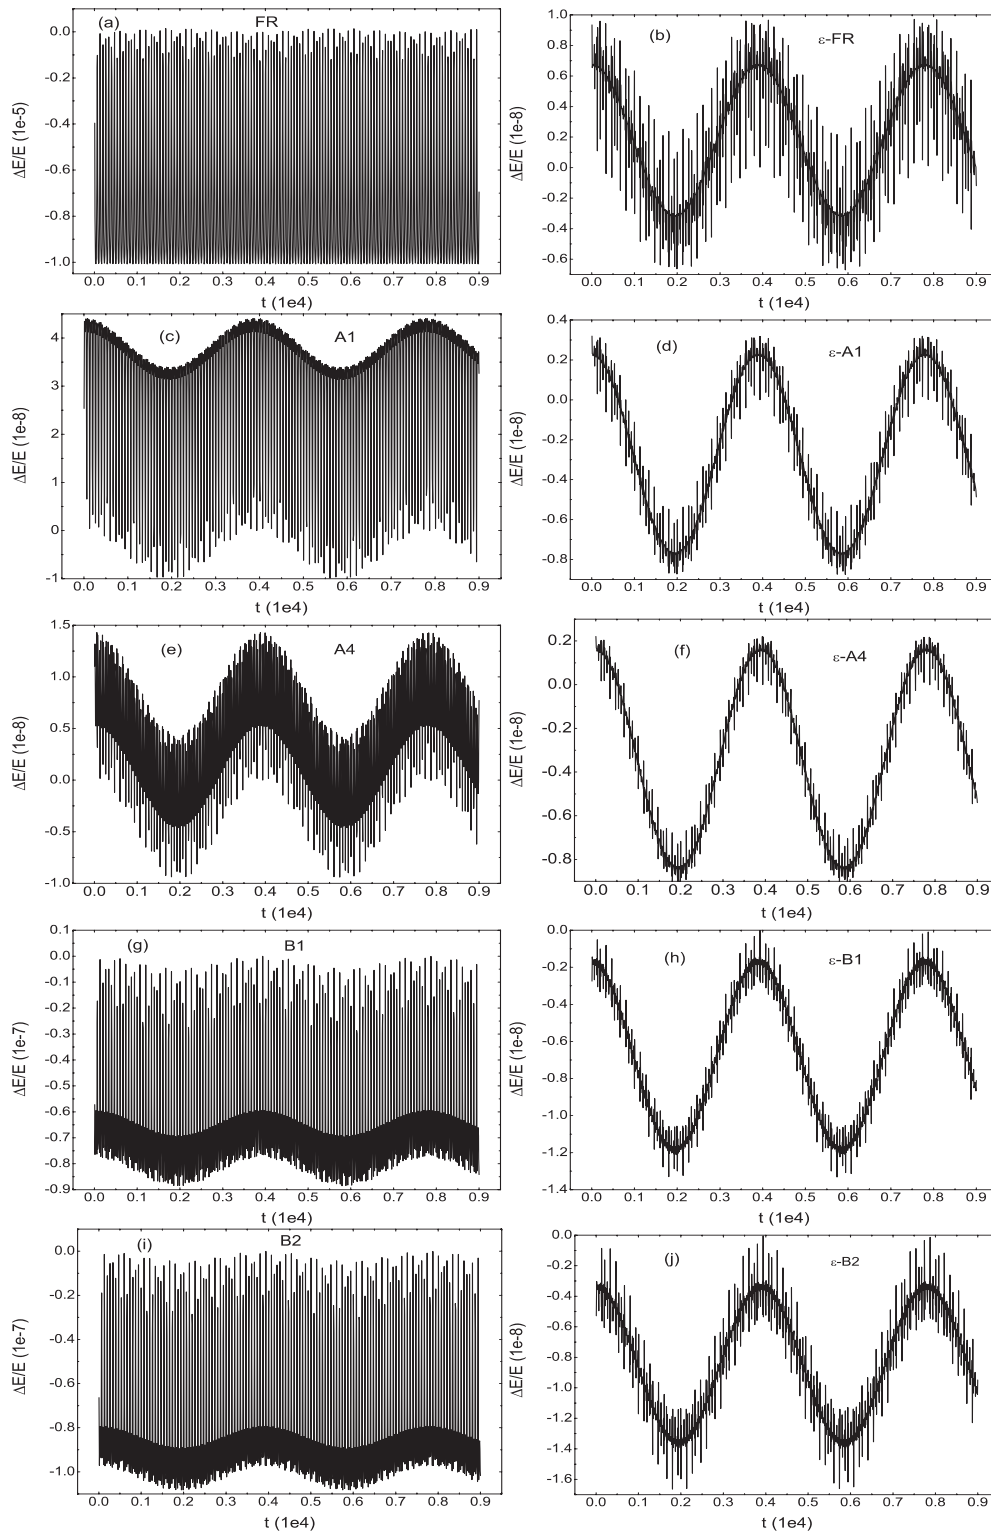 (a)
FR
0.0
-0.2
-0.4
-0.6
-0.8
-1.0
ΔE/E (1e-5)
0.0 0.1 0.2 0.3 0.4 0.5 0.6 0.7 0.8 0.9
t (1e4)
(b)
ε-FR
1.0
0.8
0.6
0.4
0.2
0.0
-0.2
-0.4
-0.6
ΔE/E (1e-8)
0.0 0.1 0.2 0.3 0.4 0.5 0.6 0.7 0.8 0.9
t (1e4)
(c)
A1
4
3
2
1
0
-1
ΔE/E (1e-8)
0.0 0.1 0.2 0.3 0.4 0.5 0.6 0.7 0.8 0.9
t (1e4)
(d)
ε-A1
0.4
0.2
0.0
-0.2
-0.4
-0.6
-0.8
ΔE/E (1e-8)
0.0 0.1 0.2 0.3 0.4 0.5 0.6 0.7 0.8 0.9
t (1e4)
(e)
A4
1.5
1.0
0.5
0.0
-0.5
-1.0
ΔE/E (1e-8)
0.0 0.1 0.2 0.3 0.4 0.5 0.6 0.7 0.8 0.9
t (1e4)
(f)
ε-A4
0.2
0.0
-0.2
-0.4
-0.6
-0.8
ΔE/E (1e-8)
0.0 0.1 0.2 0.3 0.4 0.5 0.6 0.7 0.8 0.9
t (1e4)
(g)
B1
0.1
0.0
-0.1
-0.2
-0.3
-0.4
-0.5
-0.6
-0.7
-0.8
-0.9
ΔE/E (1e-7)
0.0 0.1 0.2 0.3 0.4 0.5 0.6 0.7 0.8 0.9
t (1e4)
(h)
ε-B1
0.0
-0.2
-0.4
-0.6
-0.8
-1.0
-1.2
-1.4
ΔE/E (1e-8)
0.0 0.1 0.2 0.3 0.4 0.5 0.6 0.7 0.8 0.9
t (1e4)
(i)
B2
0.0
-0.2
-0.4
-0.6
-0.8
-1.0
ΔE/E (1e-7)
0.0 0.1 0.2 0.3 0.4 0.5 0.6 0.7 0.8 0.9
t (1e4)
(j)
ε-B2
0.0
-0.2
-0.4
-0.6
-0.8
-1.0
-1.2
-1.4
-1.6
ΔE/E (1e-8)
0.0 0.1 0.2 0.3 0.4 0.5 0.6 0.7 0.8 0.9
t (1e4)